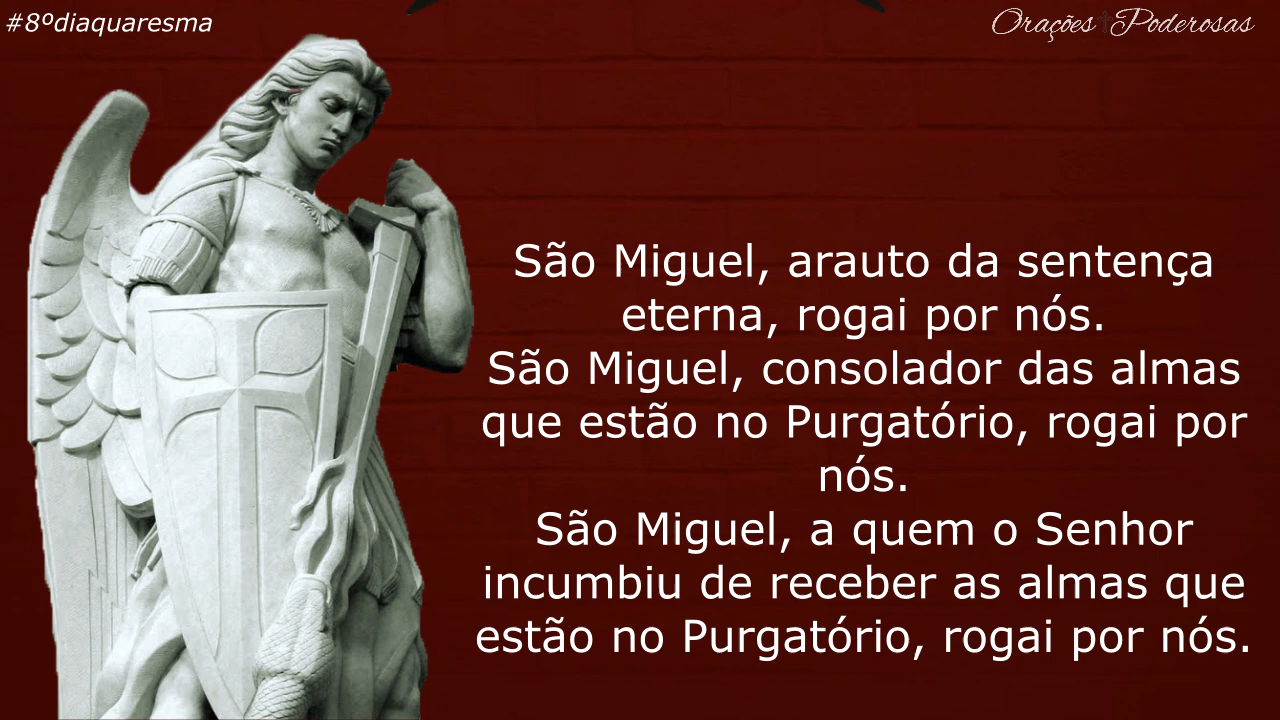 #8ºdiaquaresma
Orações Poderosas
São Miguel, arauto da sentença
eterna, rogai por nós.
São Miguel, consolador das almas
que estão no Purgatório, rogai por
nós.
São Miguel, a quem o Senhor
incumbiu de receber as almas que
estão no Purgatório, rogai por nós.